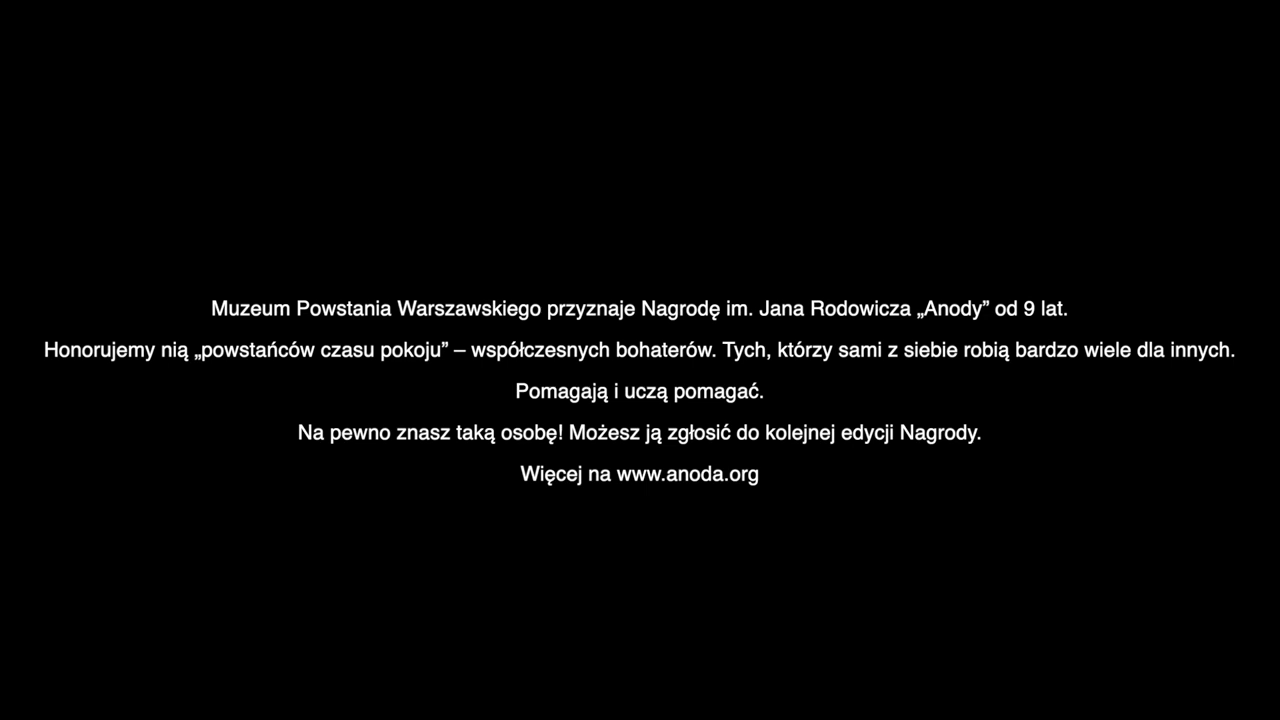 Muzeum Powstania Warszawskiego przyznaje Nagrodę im. Jana Rodowicza „Anody” od 9 lat.
Honorujemy nią „powstańców czasu pokoju” – współczesnych bohaterów. Tych, którzy sami z siebie robią bardzo wiele dla innych.
Pomagają i uczą pomagać.
Na pewno znasz taką osobę! Możesz ją zgłosić do kolejnej edycji Nagrody.
Więcej na www.anoda.org